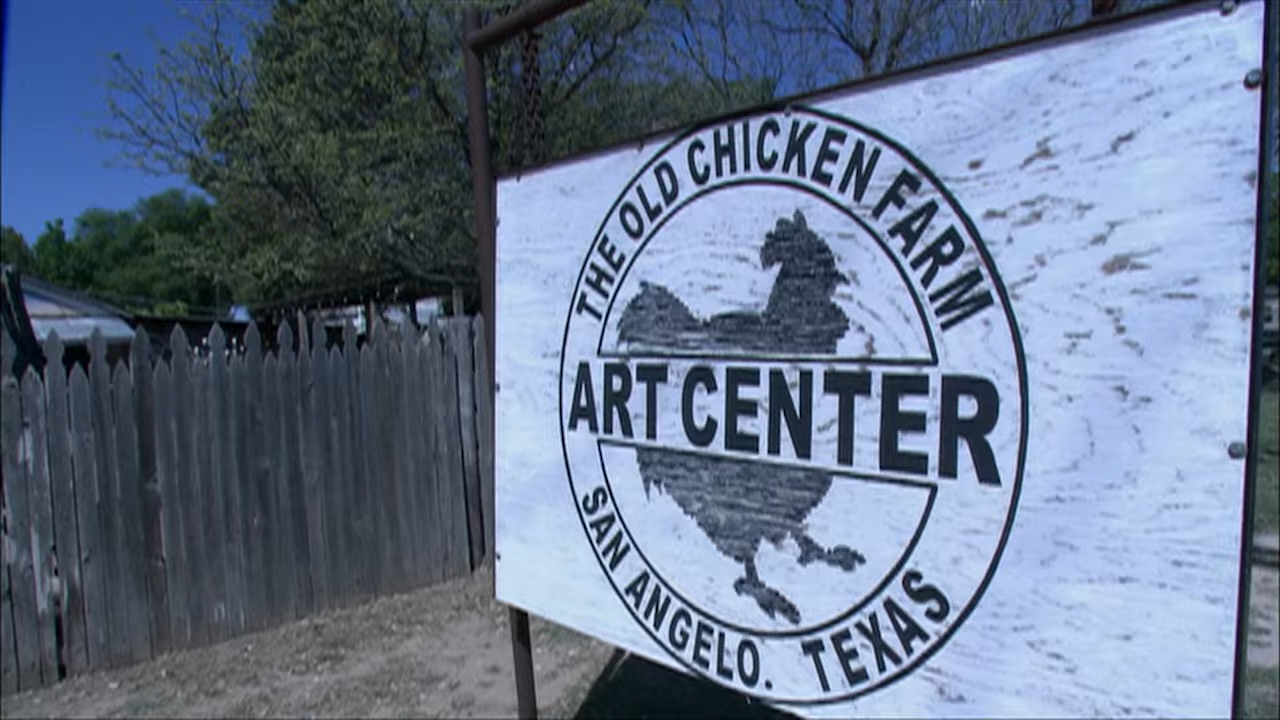 THE OLD CHICKEN FARM
ART CENTER
SAN ANGELO. TEXAS